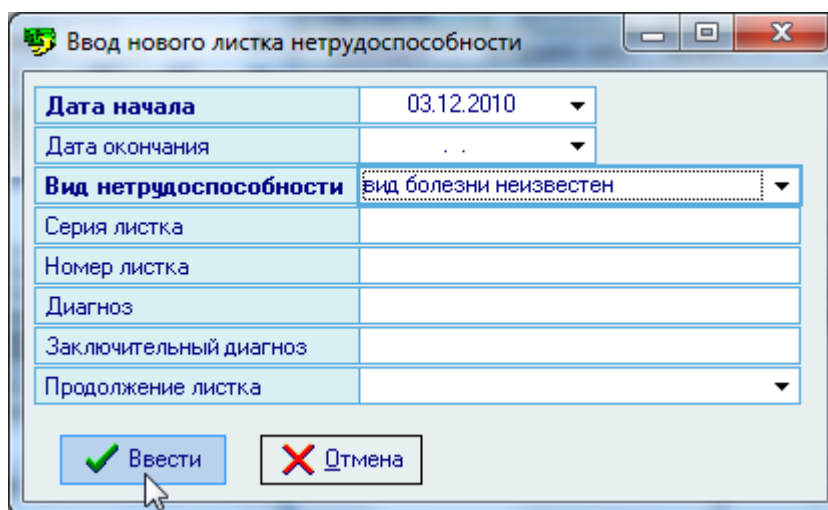 Ввод нового листка нетрудоспособности
Дата начала 03.12.2010
Дата окончания . .
Вид нетрудоспособности вид болезни неизвестен
Серия листка
Номер листка
Диагноз
Заключительный диагноз
Продолжение листка
Ввести Отмена